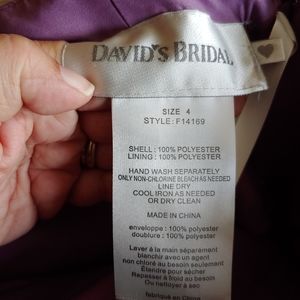 DAVID'S BRIDAL
SIZE 4
STYLE: F14169
SHELL: 100% POLYESTER
LINING: 100% POLYESTER
HAND WASH SEPARATELY
ONLY NON-CHLORINE BLEACH AS NEEDED
LINE DRY
COOL IRON AS NEEDED
OR DRY CLEAN
MADE IN CHINA
enveloppe: 100% polyester
doublure: 100% polyester
Laver à la main séparément
blanchir avec un agent
non chloré au besoin seulement
Étendre pour sécher
Repasser à froid au besoin
Ou nettoyer à sec
fabriqué en Chine